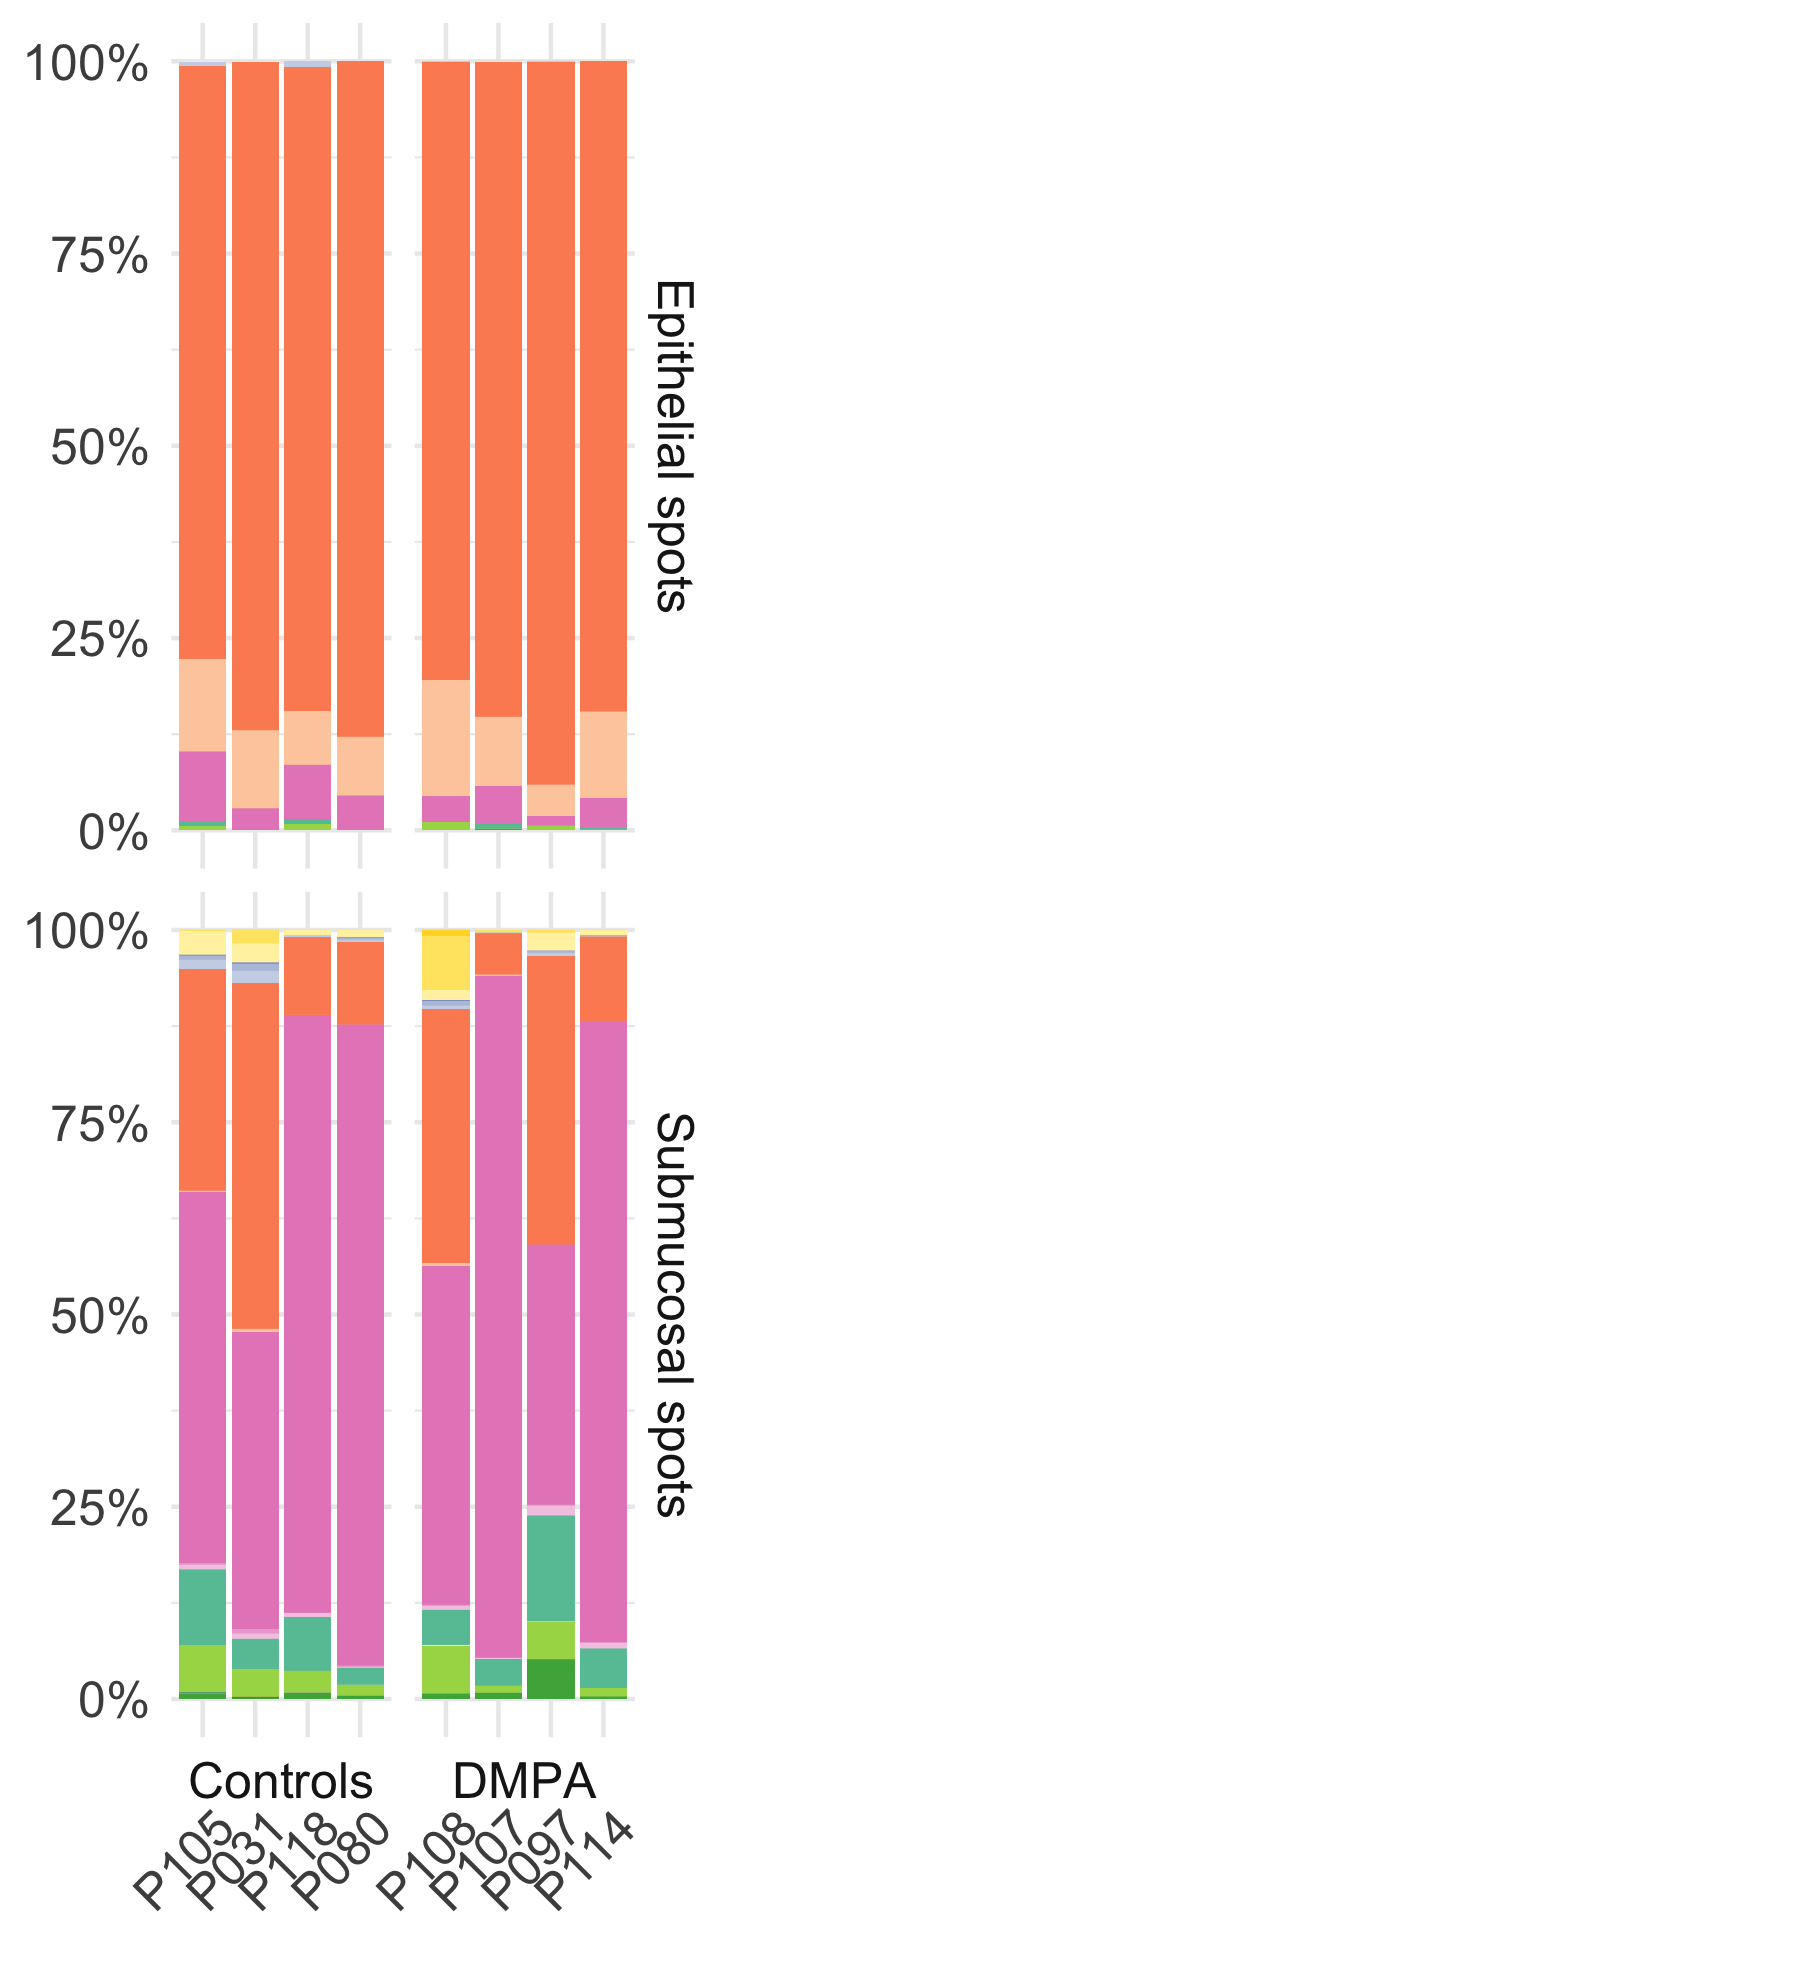 100%
75%
50%
25%
0%
Epithelial spots
100%
75%
50%
25%
0%
Submucosal spots
Controls DMPA
P105 P031 P118 P080 P108 P107 P097 P114